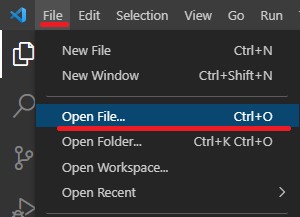 File Edit Selection View Go Run
New File Ctrl+N
New Window Ctrl+Shift+N
Open File... Ctrl+O
Open Folder... Ctrl+K Ctrl+O
Open Workspace...
Open Recent